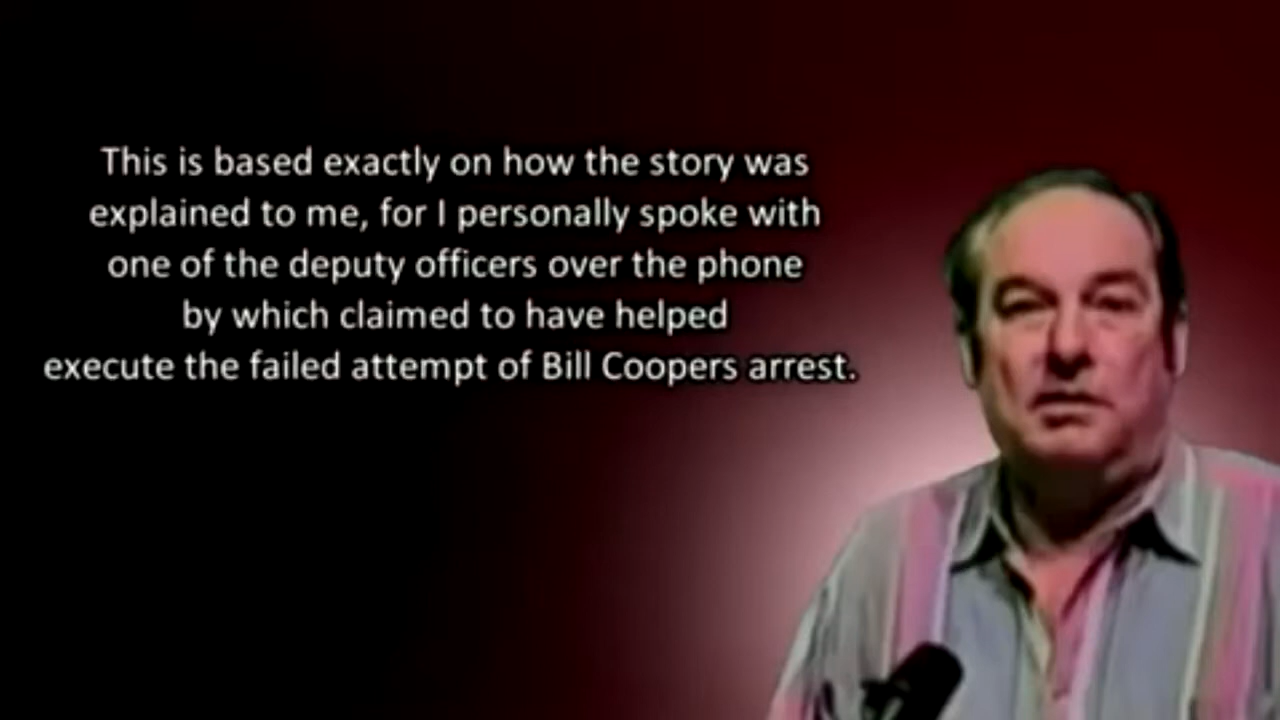 This is based exactly on how the story was
explained to me, for I personally spoke with
one of the deputy officers over the phone
by which claimed to have helped
execute the failed attempt of Bill Coopers arrest.